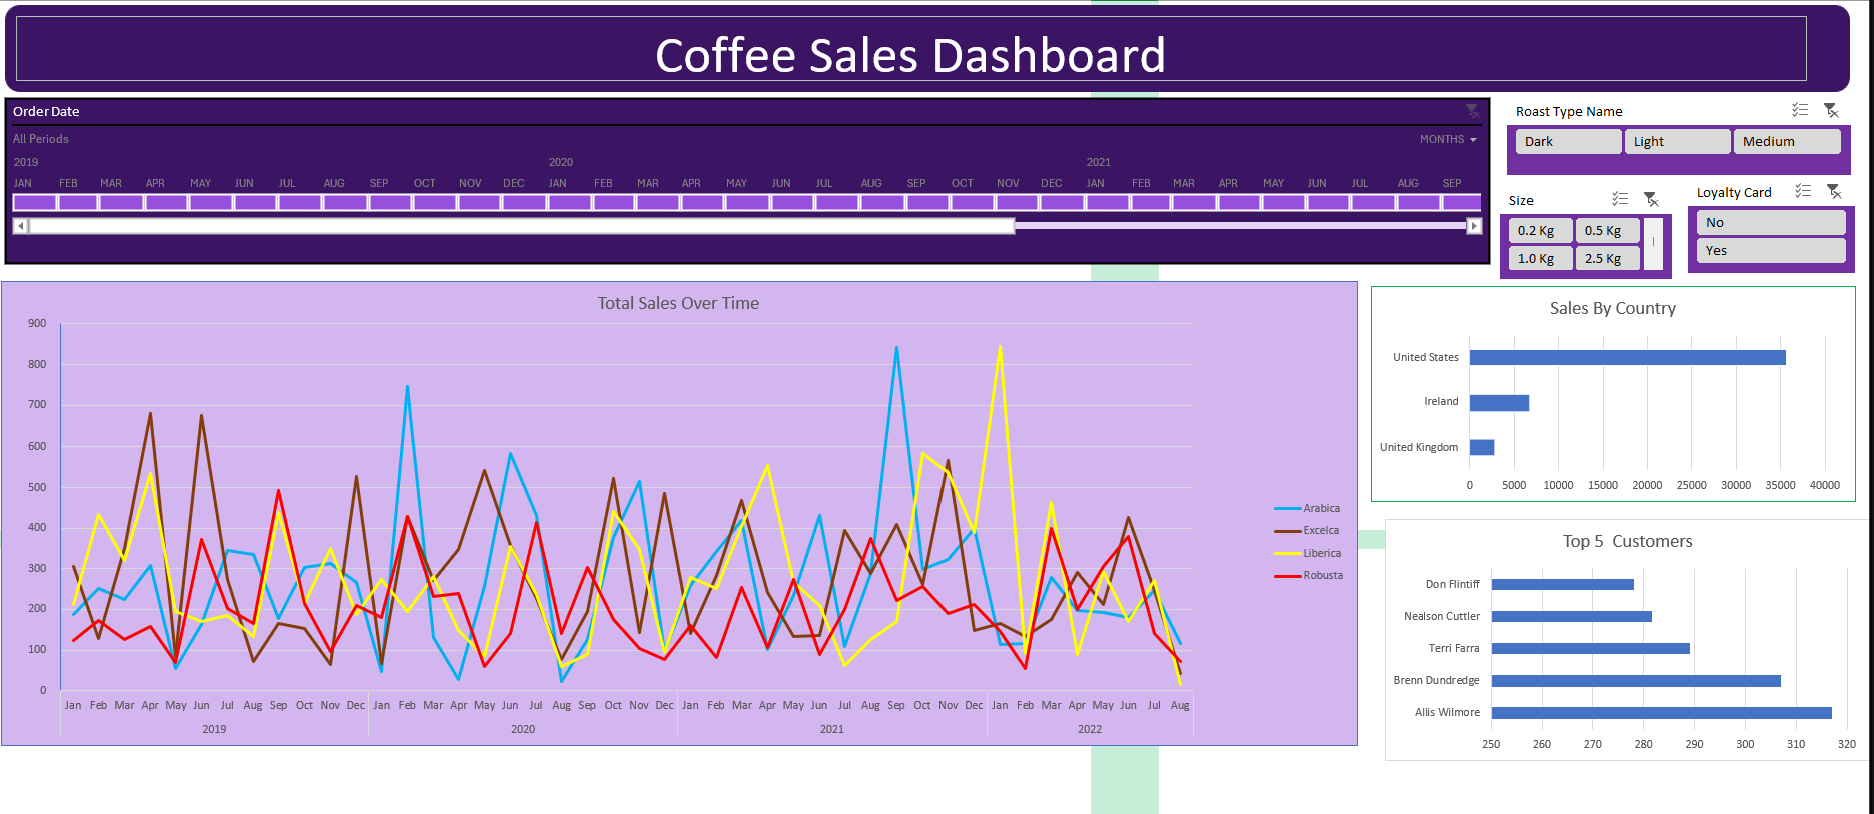 Coffee Sales Dashboard
Order Date
All Periods
MONTHS
2019 2020 2021
JAN FEB MAR APR MAY JUN JUL AUG SEP OCT NOV DEC JAN FEB MAR APR MAY JUN JUL AUG SEP OCT NOV DEC JAN FEB MAR APR MAY JUN JUL AUG SEP
Roast Type Name
Dark Light Medium
Size
0.2 Kg 0.5 Kg
1.0 Kg 2.5 Kg
Loyalty Card
No
Yes
Total Sales Over Time
900
800
700
600
500
400
300
200
100
0
Jan Feb Mar Apr May Jun Jul Aug Sep Oct Nov Dec Jan Feb Mar Apr May Jun Jul Aug Sep Oct Nov Dec Jan Feb Mar Apr May Jun Jul Aug Sep Oct Nov Dec Jan Feb Mar Apr May Jun Jul Aug
2019 2020 2021 2022
Arabica
Excelca
Liberica
Robusta
Sales By Country
United States
Ireland
United Kingdom
0 5000 10000 15000 20000 25000 30000 35000 40000
Top 5 Customers
Don Flintiff
Nealson Cuttler
Terri Farra
Brenn Dundredge
Allis Wilmore
250 260 270 280 290 300 310 320